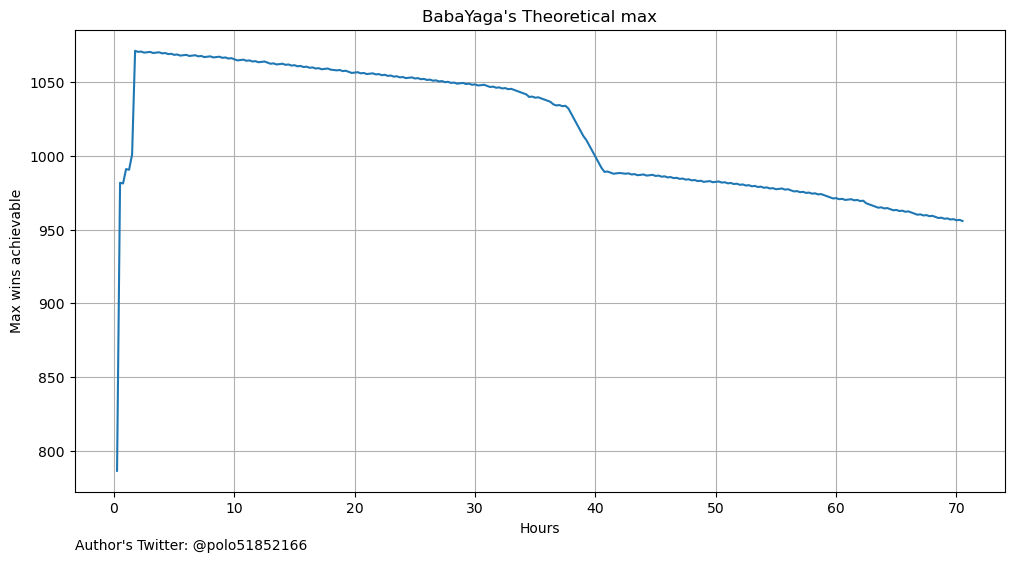 BabaYaga's Theoretical max
Max wins achievable
1050
1000
950
900
850
800
0 10 20 30 40 50 60 70
Hours
Author's Twitter: @polo51852166